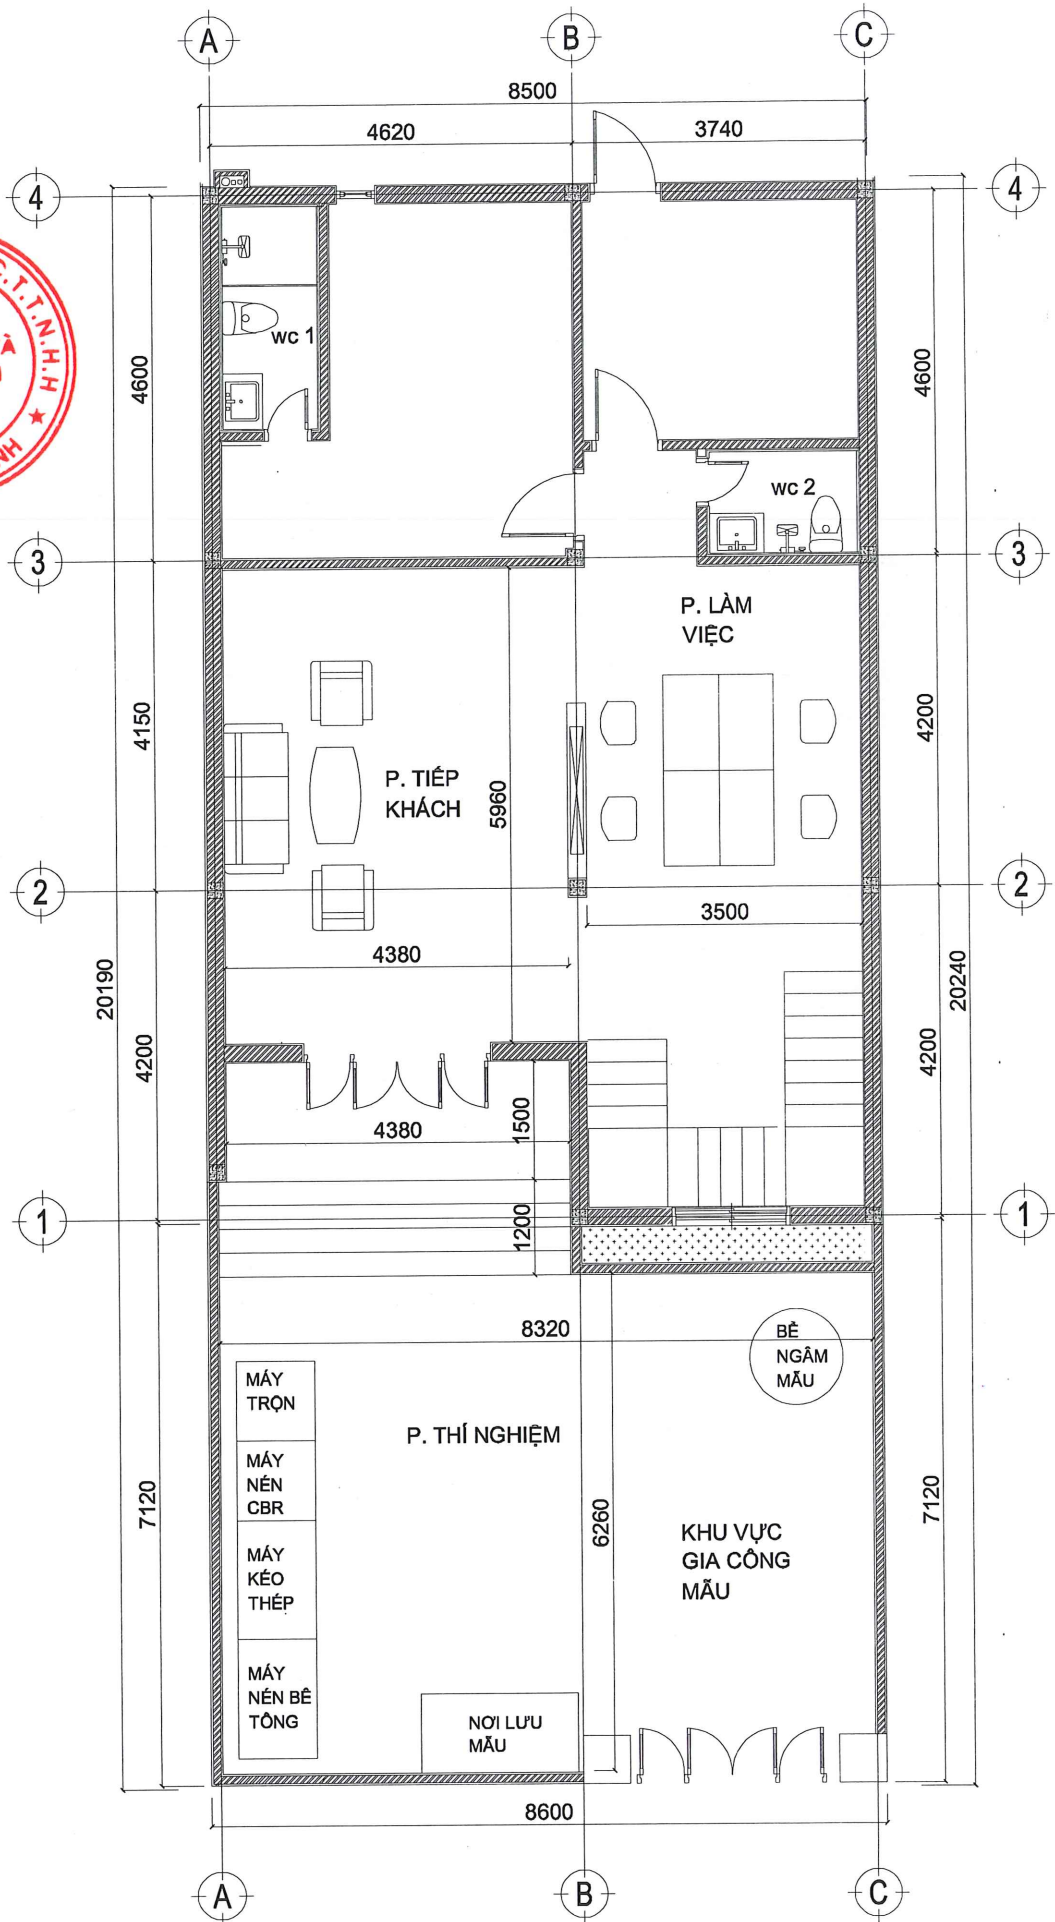 A
B
C
8500
4620
3740
4
4
C.T.T.N.H.H
wc 1
4600
4600
wc 2
3
3
P. LÀM
VIỆC
4150
4200
P. TIẾP
KHÁCH
5960
2
2
3500
4380
20190
20240
4200
4200
4380
1500
1200
1
1
8320
BỂ
NGÂM
MẪU
MÁY
TRỘN
P. THÍ NGHIỆM
MÁY
NÉN
CBR
7120
7120
6260
KHU VỰC
GIA CÔNG
MẪU
MÁY
KÉO
THÉP
MÁY
NÉN BÊ
TÔNG
NƠI LƯU
MẪU
8600
A
B
C